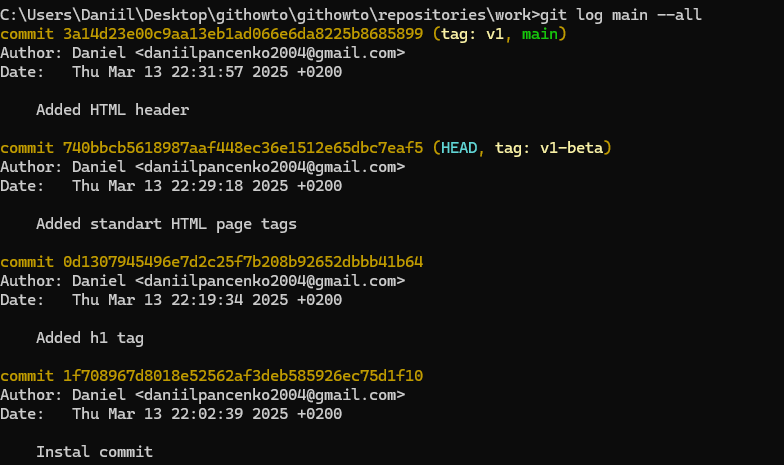 C:\Users\Daniil\Desktop\githowto\githowto\repositories\work>git log main --all
commit 3a14d23e00c9aa13eb1ad066e6da8225b8685899 (tag: v1, main)
Author: Daniel <daniilpancenko2004@gmail.com>
Date:   Thu Mar 13 22:31:57 2025 +0200
Added HTML header
commit 740bbcb5618987aaf448ec36e1512e65dbc7eaf5 (HEAD, tag: v1-beta)
Author: Daniel <daniilpancenko2004@gmail.com>
Date:   Thu Mar 13 22:29:18 2025 +0200
Added standart HTML page tags
commit 0d1307945496e7d2c25f7b208b92652dbbb41b64
Author: Daniel <daniilpancenko2004@gmail.com>
Date:   Thu Mar 13 22:19:34 2025 +0200
Added h1 tag
commit 1f708967d8018e52562af3deb585926ec75d1f10
Author: Daniel <daniilpancenko2004@gmail.com>
Date:   Thu Mar 13 22:02:39 2025 +0200
Instal commit